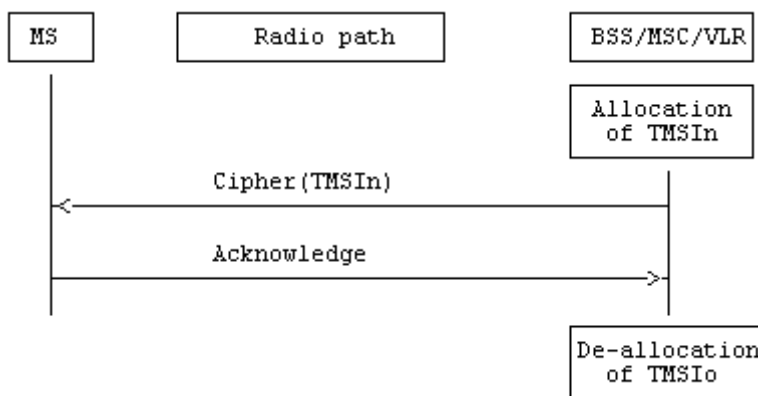 MS
Radio path
BSS/MSC/VLR
Allocation
of TMSIn
Cipher(TMSIn)
Acknowledge
De-allocation
of TMSIo